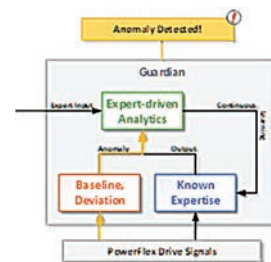 Anomaly Detected!
Guardian
Expert Input
Expert-driven
Analytics
Continuous
Anomaly
Output
Baseline,
Deviation
Known
Expertise
PowerFlex Drive Signals